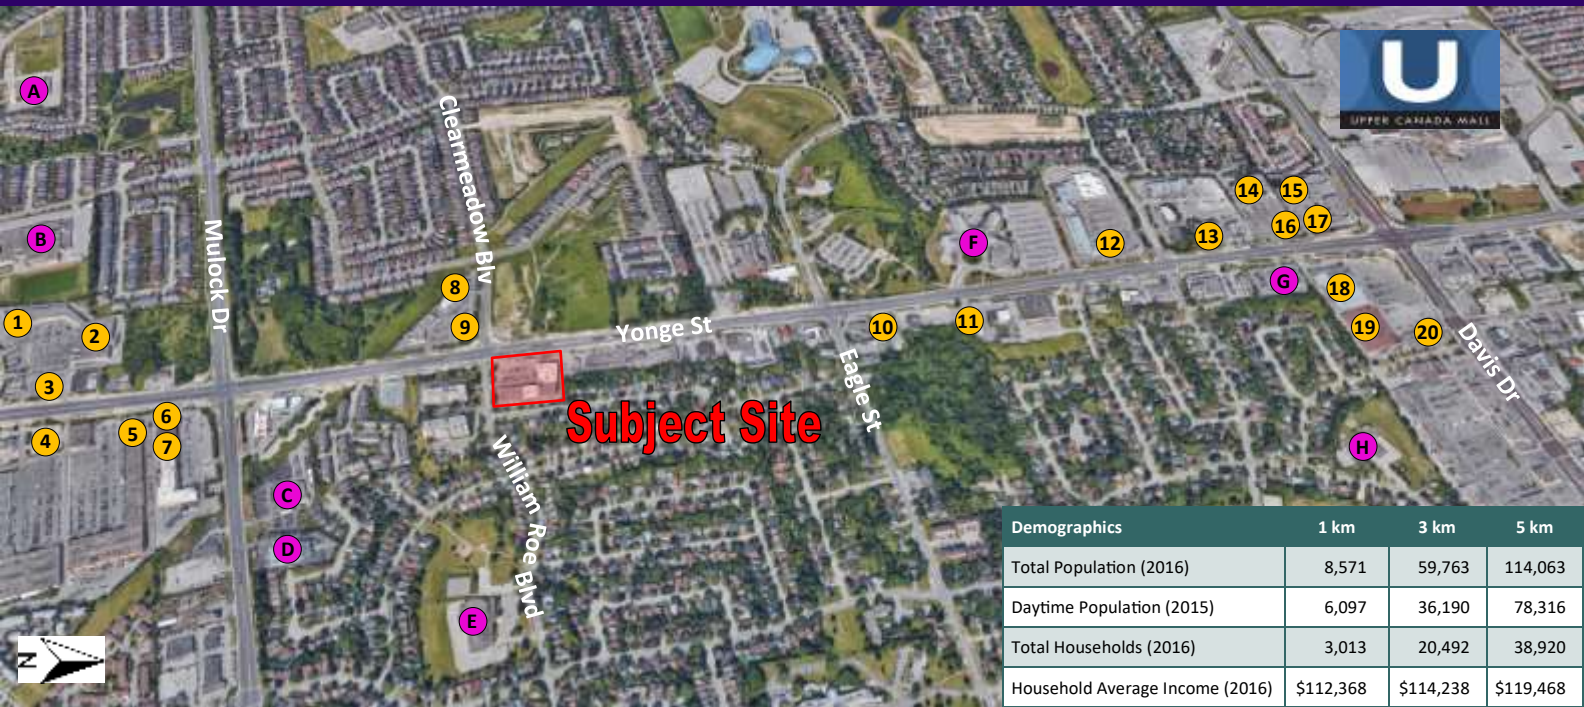 U
UPPER CANADA MALL
A
B
Mulock Dr
Clearmeadow Blv
1
2
3
4
5
6
7
8
9
Yonge St
10
11
12
13
14
15
16
17
18
19
20
F
G
H
Davis Dr
Eagle St
Subject Site
William Roe Blvd
C
D
E
N
Demographics 1 km 3 km 5 km
Total Population (2016) 8,571 59,763 114,063
Daytime Population (2015) 6,097 36,190 78,316
Total Households (2016) 3,013 20,492 38,920
Household Average Income (2016) $112,368 $114,238 $119,468